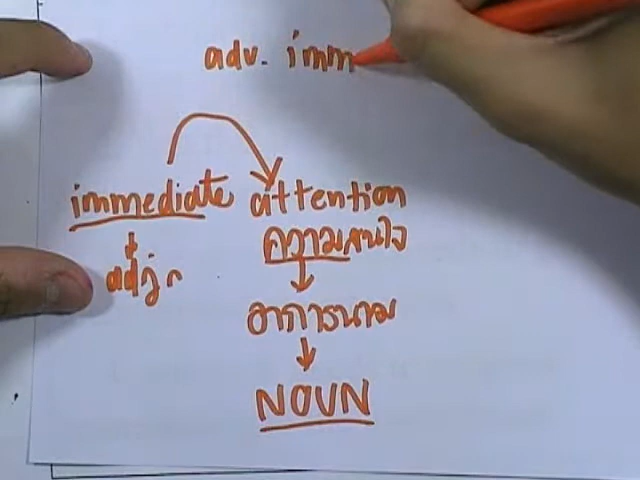 adv. imm
immediate attention
ความสนใจ
adj.
อาการนาม
NOUN